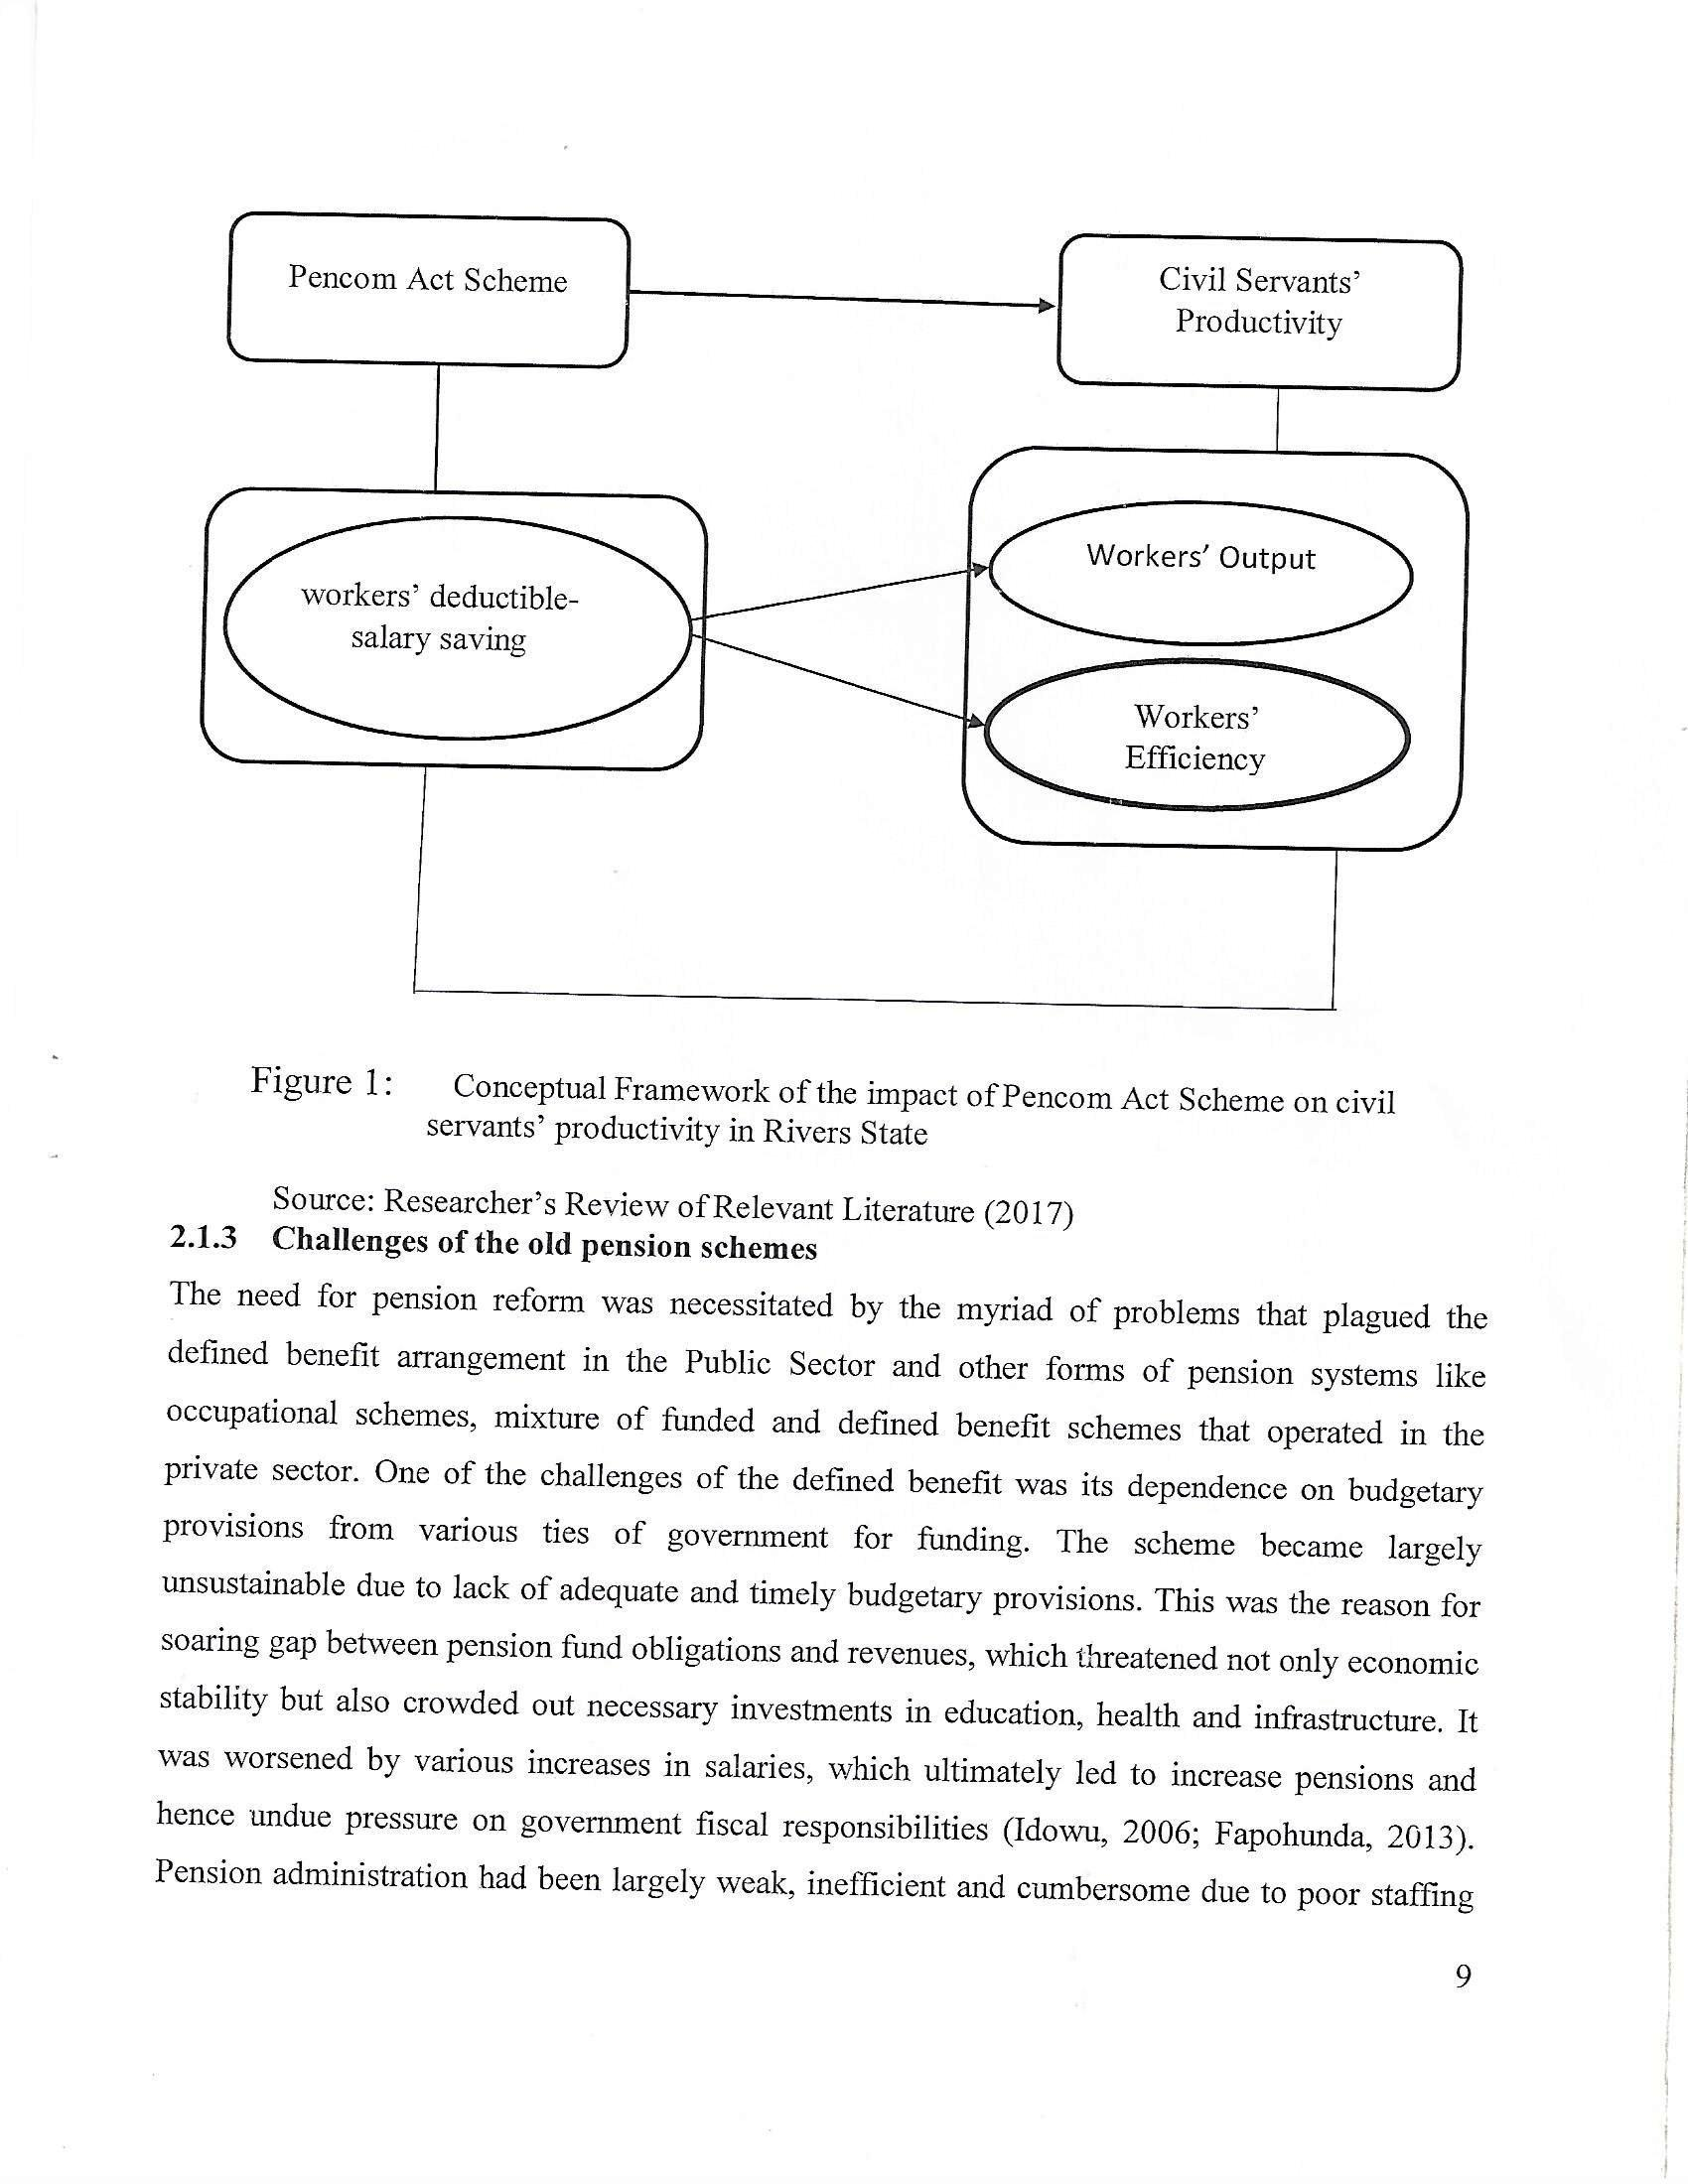 Pencom Act Scheme
Civil Servants’
Productivity
workers’ deductible-
salary saving
Workers’ Output
Workers’
Efficiency
Figure 1: Conceptual Framework of the impact of Pencom Act Scheme on civil
servants’ productivity in Rivers State
Source: Researcher’s Review of Relevant Literature (2017)
2.1.3 Challenges of the old pension schemes
The need for pension reform was necessitated by the myriad of problems that plagued the
defined benefit arrangement in the Public Sector and other forms of pension systems like
occupational schemes, mixture of funded and defined benefit schemes that operated in the
private sector. One of the challenges of the defined benefit was its dependence on budgetary
provisions from various ties of government for funding. The scheme became largely
unsustainable due to lack of adequate and timely budgetary provisions. This was the reason for
soaring gap between pension fund obligations and revenues, which threatened not only economic
stability but also crowded out necessary investments in education, health and infrastructure. It
was worsened by various increases in salaries, which ultimately led to increase pensions and
hence undue pressure on government fiscal responsibilities (Idowu, 2006; Fapohunda, 2013).
Pension administration had been largely weak, inefficient and cumbersome due to poor staffing
9